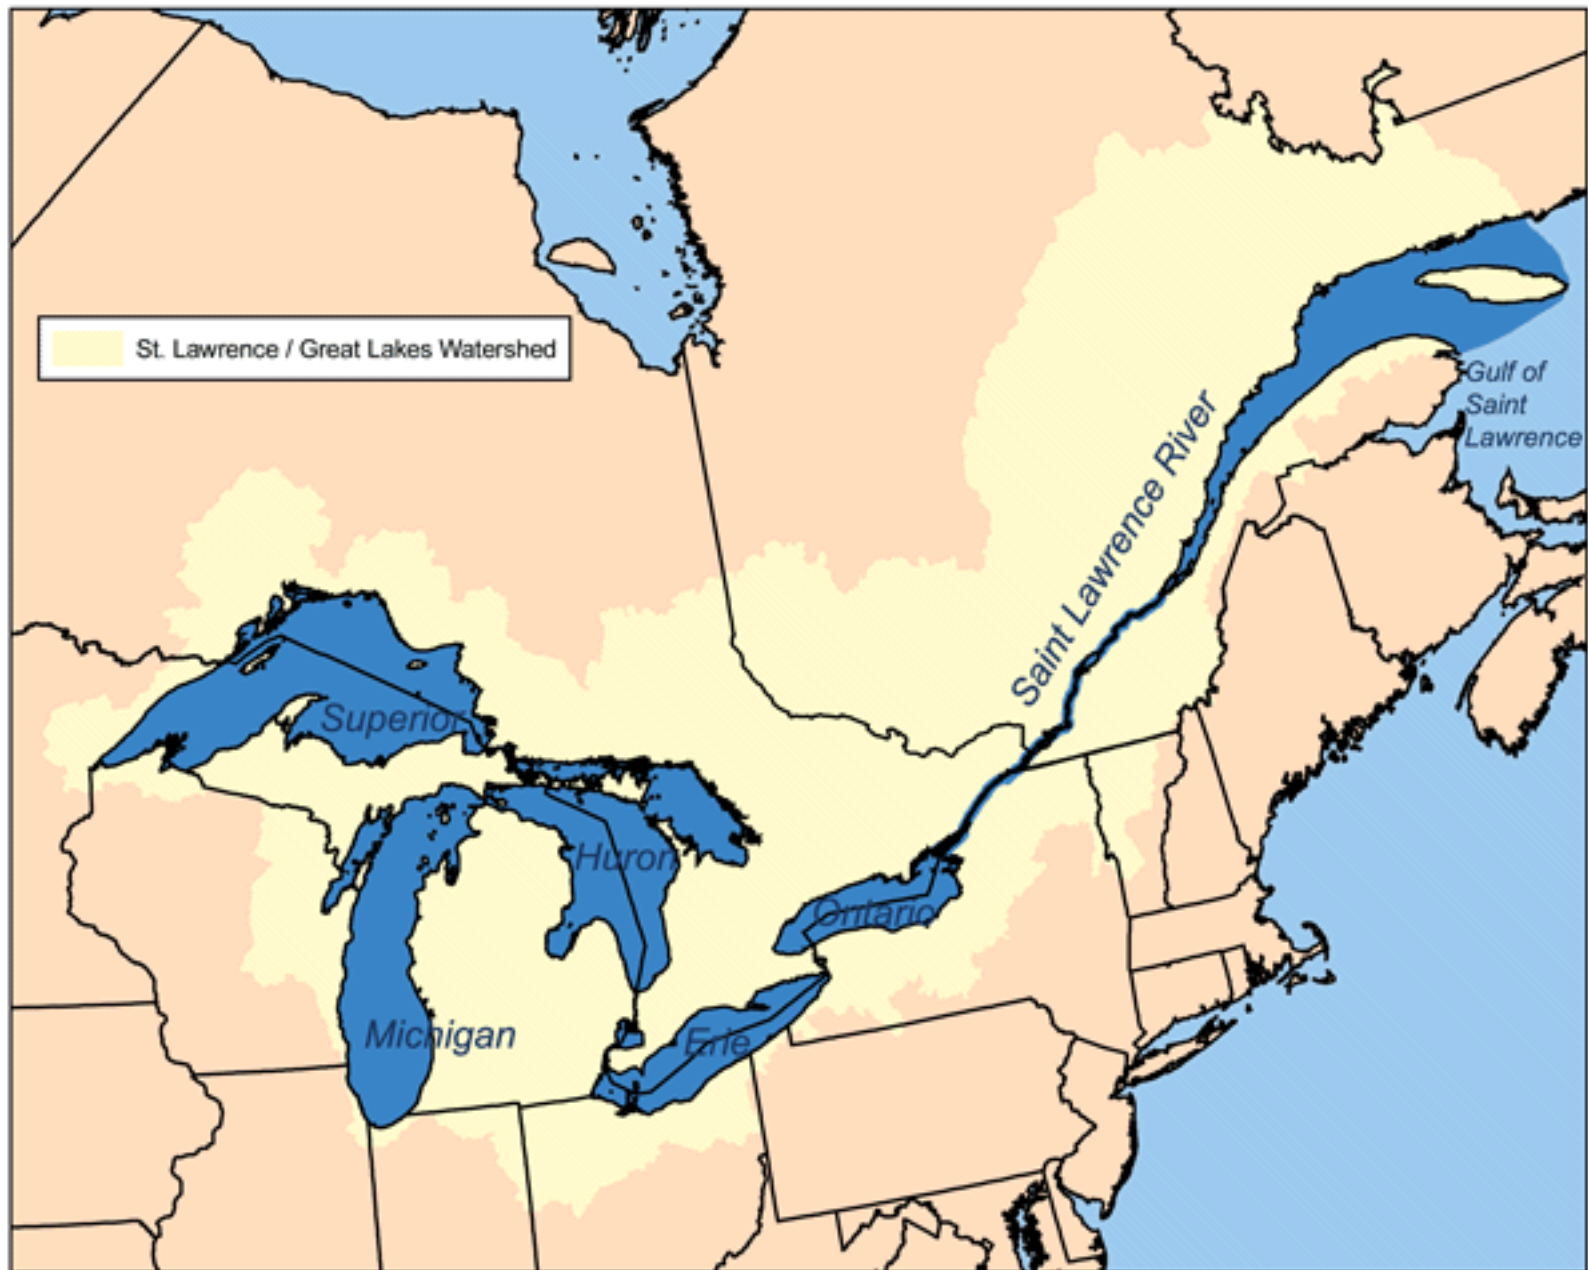 St. Lawrence / Great Lakes Watershed
Gulf of
Saint
Lawrence
Saint Lawrence River
Superior
Huron
Ontario
Michigan
Erie